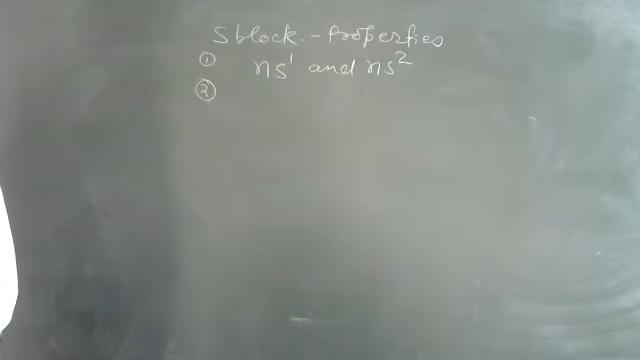 S block. - Properties
① ns¹ and ns²
②